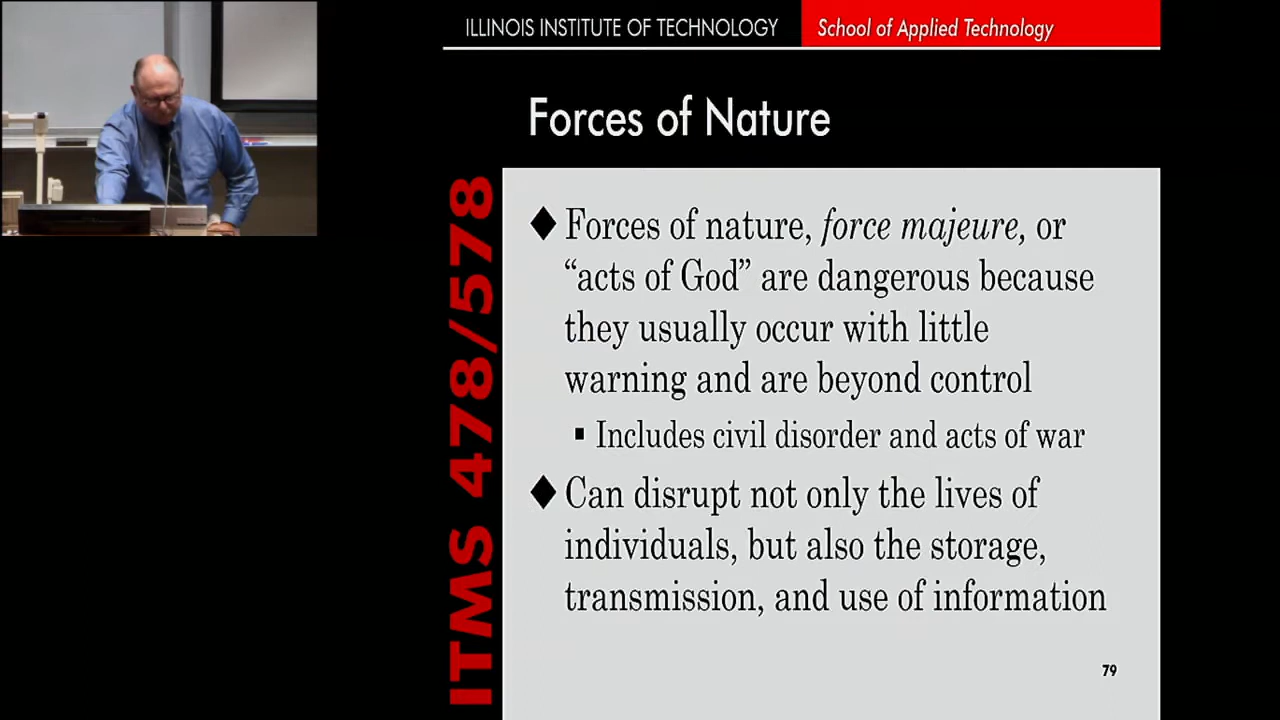 ILLINOIS INSTITUTE OF TECHNOLOGY School of Applied Technology
Forces of Nature
ITMS 478/578
Forces of nature, force majeure, or
“acts of God” are dangerous because
they usually occur with little
warning and are beyond control
Includes civil disorder and acts of war
Can disrupt not only the lives of
individuals, but also the storage,
transmission, and use of information
79